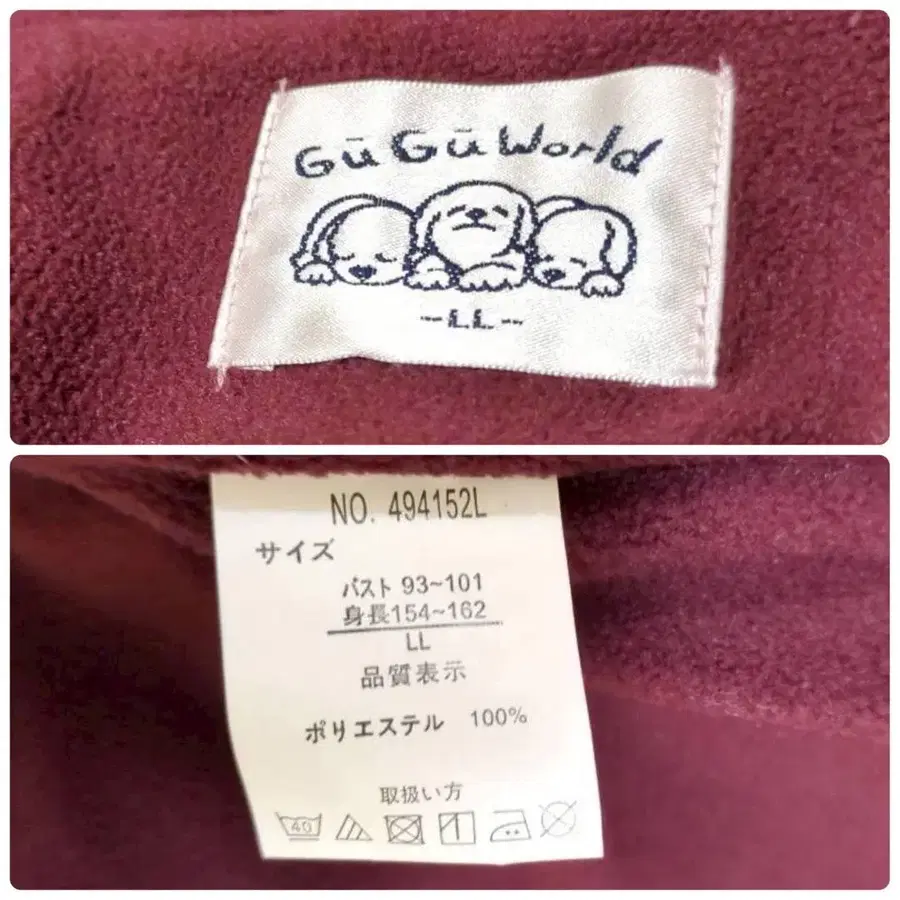 GūGūWorld
-LL-
NO. 494152L
サイズ
バスト 93~101
身長154~162
LL
品質表示
ポリエステル 100%
取扱い方
40